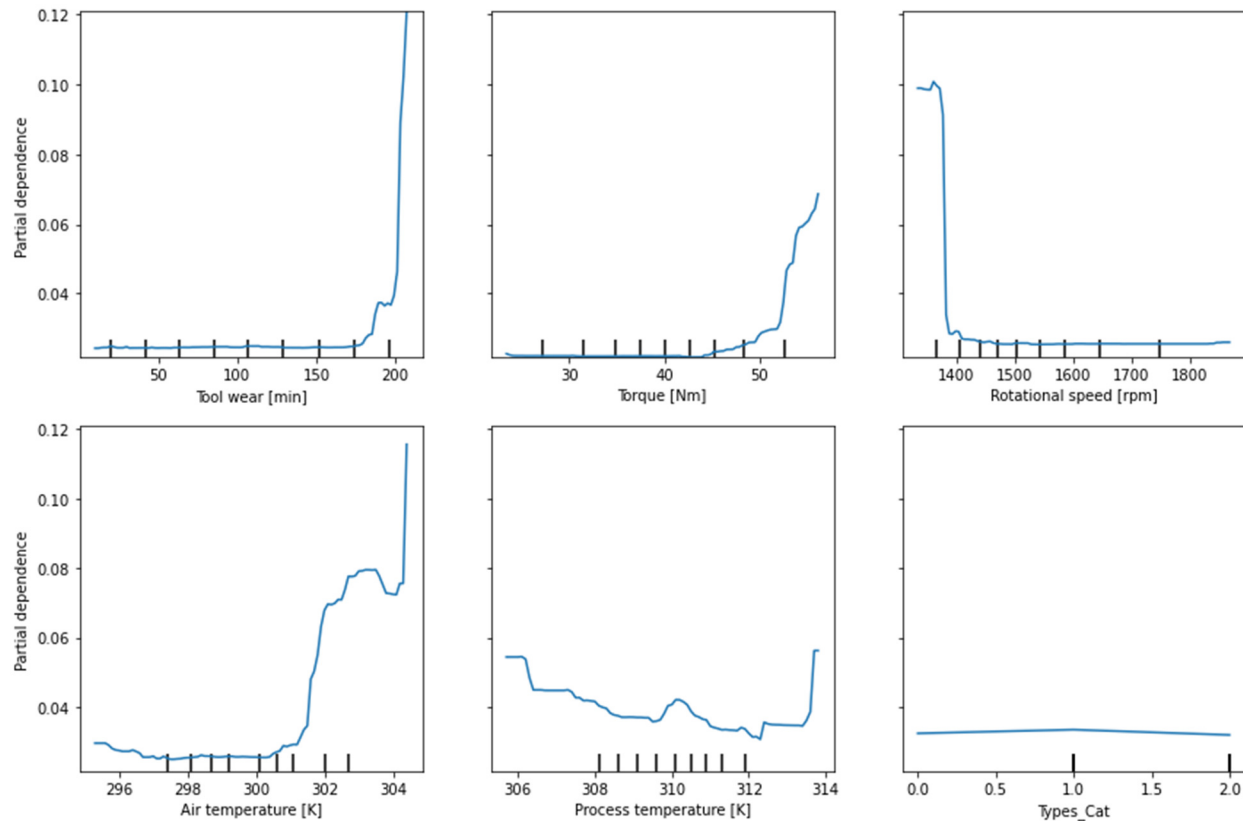 0.12
0.10
0.08
0.06
0.04
Partial dependence
50 100 150 200
Tool wear [min]
30 40 50
Torque [Nm]
1400 1500 1600 1700 1800
Rotational speed [rpm]
0.12
0.10
0.08
0.06
0.04
Partial dependence
296 298 300 302 304
Air temperature [K]
306 308 310 312 314
Process temperature [K]
0.0 0.5 1.0 1.5 2.0
Types_Cat